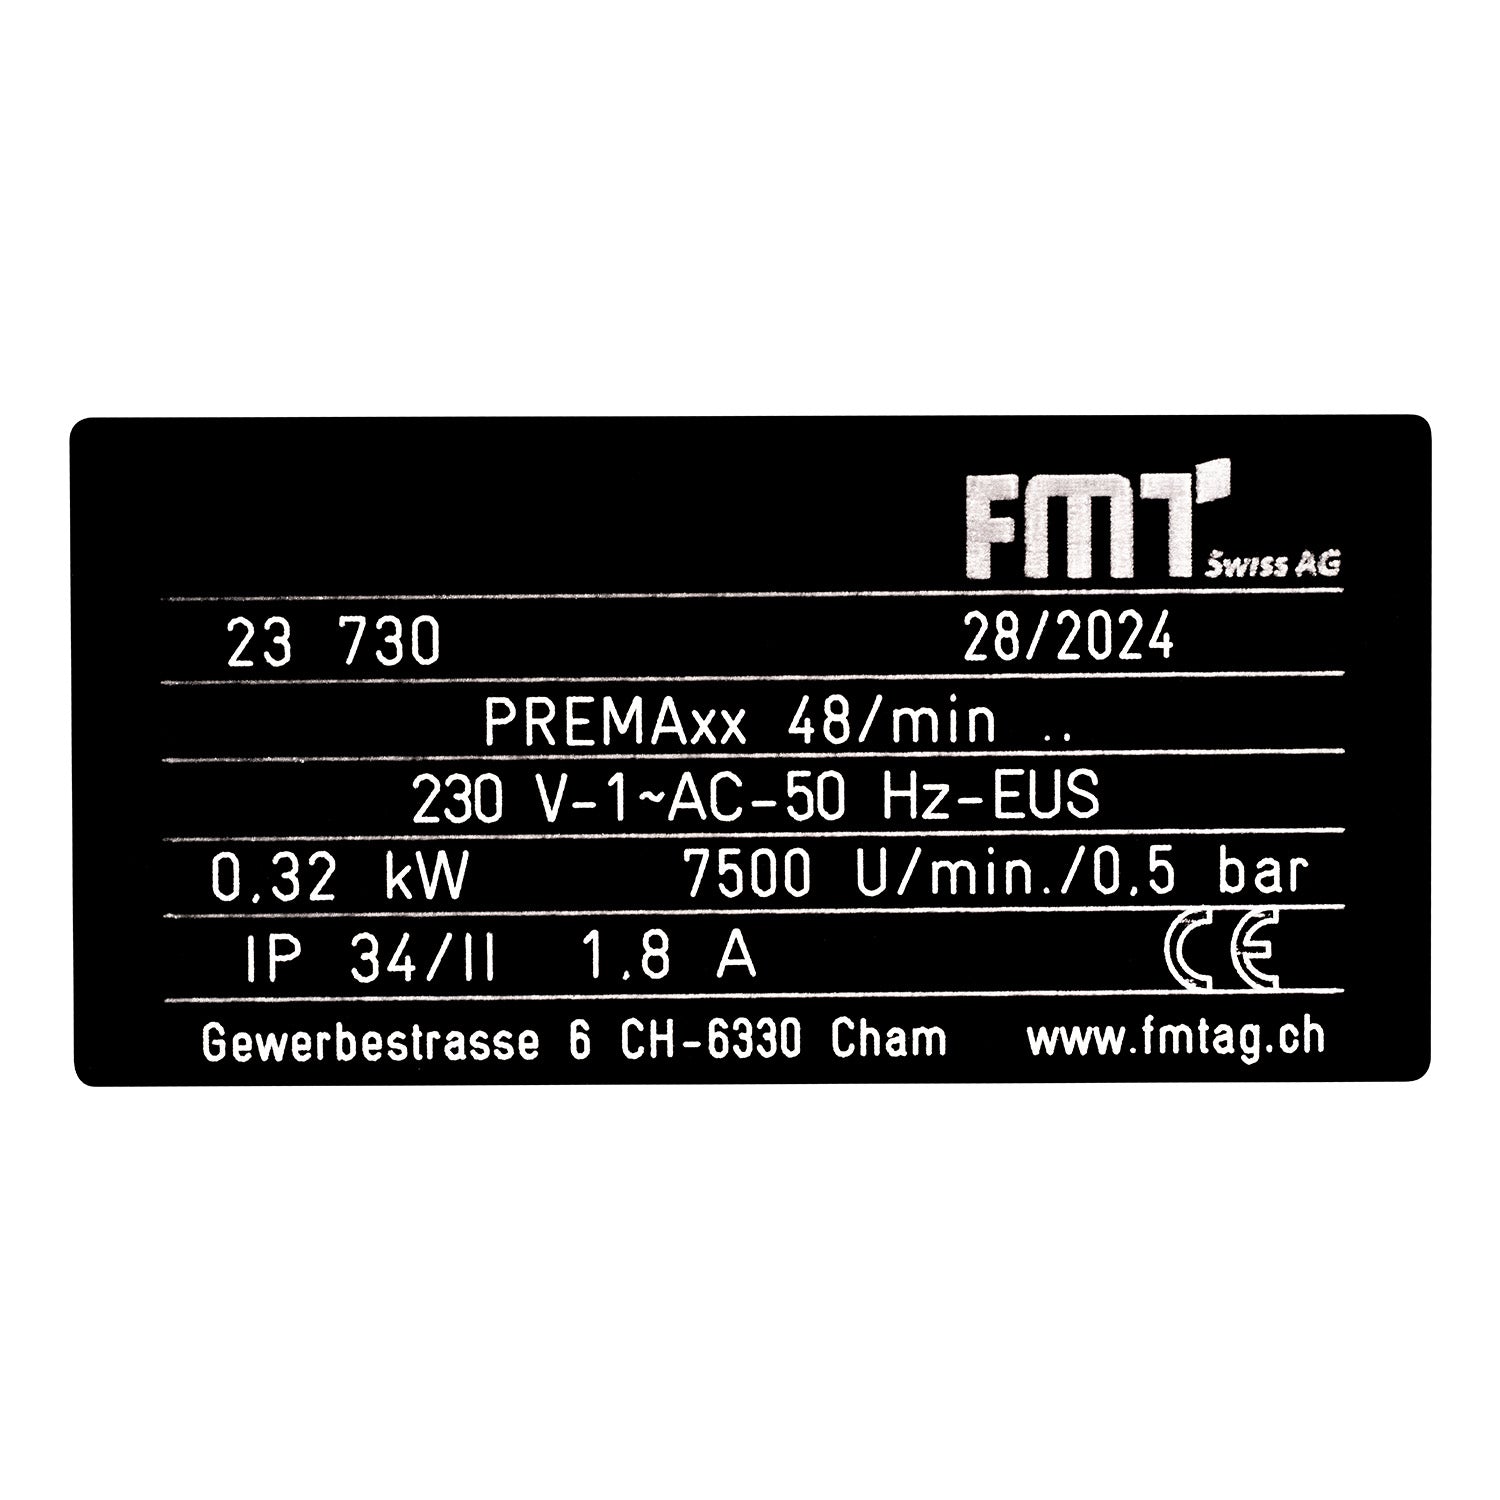 FMT Swiss AG
23 730 28/2024
PREMAxx 48/min ..
230 V-1~AC-50 Hz-EUS
0,32 kW 7500 U/min./0,5 bar
IP 34/II 1,8 A CE
Gewerbestrasse 6 CH-6330 Cham www.fmtag.ch